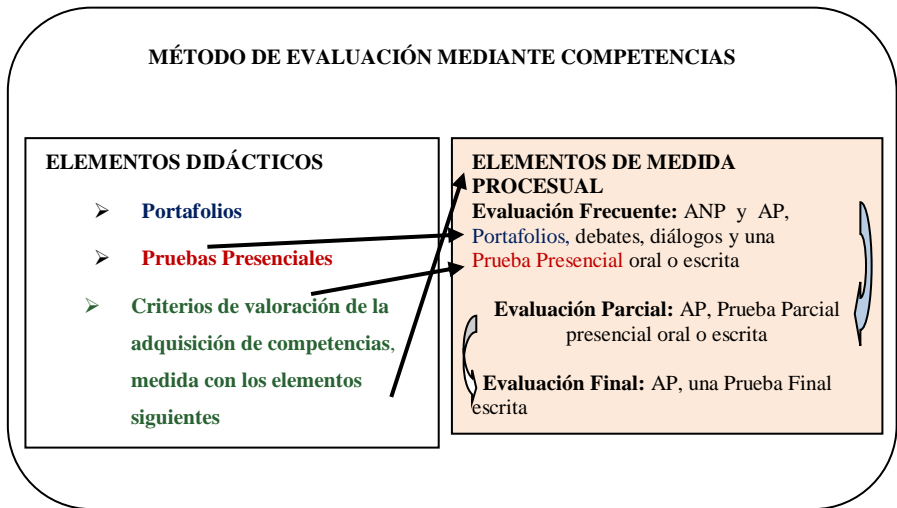 MÉTODO DE EVALUACIÓN MEDIANTE COMPETENCIAS
ELEMENTOS DIDÁCTICOS
Portafolios
Pruebas Presenciales
Criterios de valoración de la
adquisición de competencias,
medida con los elementos
siguientes
ELEMENTOS DE MEDIDA
PROCESUAL
Evaluación Frecuente: ANP y AP,
Portafolios, debates, diálogos y una
Prueba Presencial oral o escrita
Evaluación Parcial: AP, Prueba Parcial
presencial oral o escrita
Evaluación Final: AP, una Prueba Final
escrita